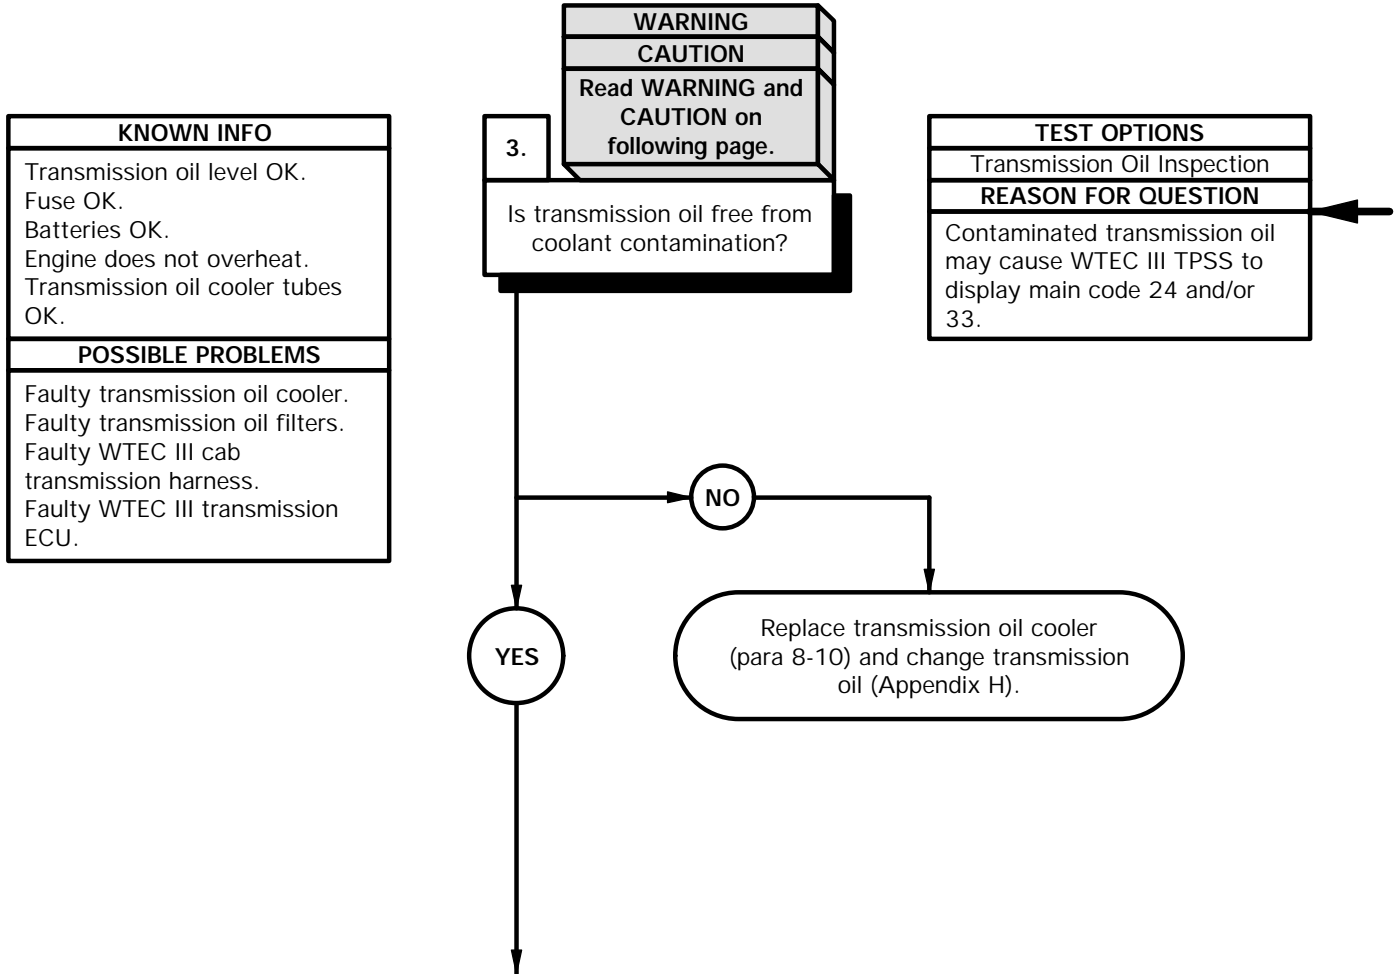 WARNING
CAUTION
Read WARNING and
CAUTION on
following page.
KNOWN INFO
Transmission oil level OK.
Fuse OK.
Batteries OK.
Engine does not overheat.
Transmission oil cooler tubes
OK.
POSSIBLE PROBLEMS
Faulty transmission oil cooler.
Faulty transmission oil filters.
Faulty WTEC III cab
transmission harness.
Faulty WTEC III transmission
ECU.
3.
Is transmission oil free from
coolant contamination?
TEST OPTIONS
Transmission Oil Inspection
REASON FOR QUESTION
Contaminated transmission oil
may cause WTEC III TPSS to
display main code 24 and/or
33.
NO
YES
Replace transmission oil cooler
(para 8-10) and change transmission
oil (Appendix H).